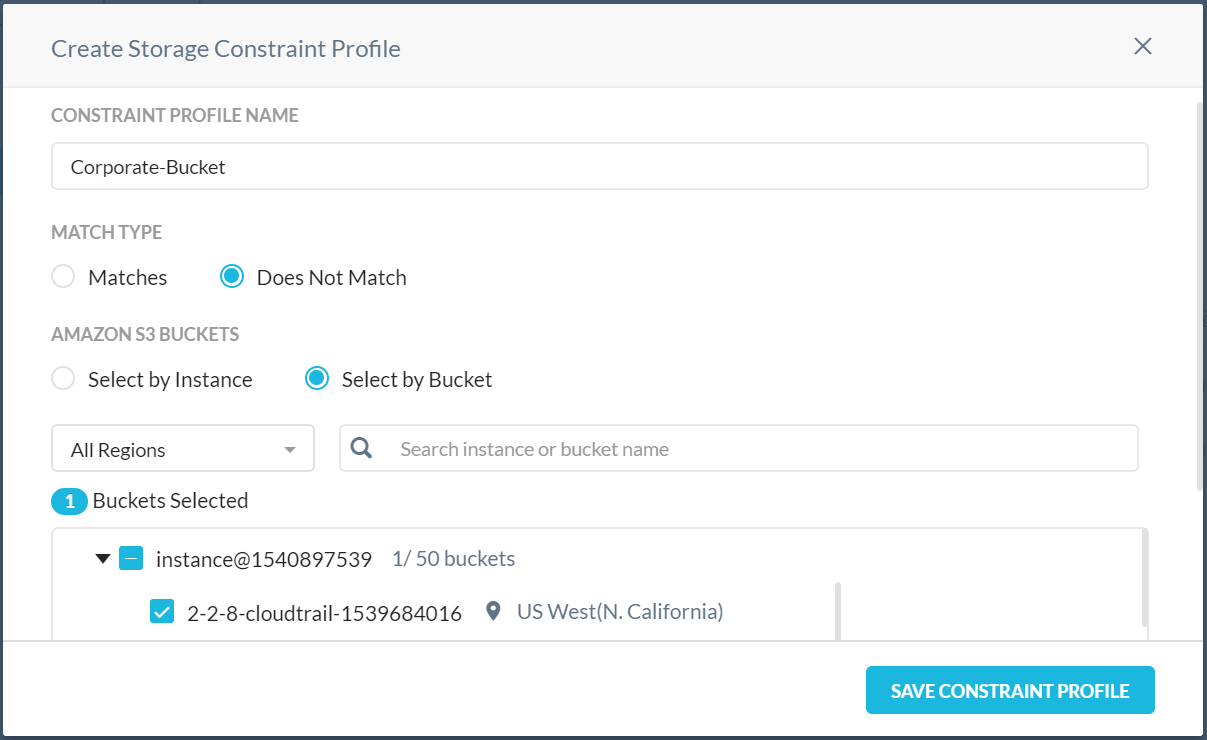 Create Storage Constraint Profile
CONSTRAINT PROFILE NAME
Corporate-Bucket
MATCH TYPE
Matches Does Not Match
AMAZON S3 BUCKETS
Select by Instance Select by Bucket
All Regions Search instance or bucket name
1 Buckets Selected
instance@1540897539 1/ 50 buckets
2-2-8-cloudtrail-1539684016 US West(N. California)
SAVE CONSTRAINT PROFILE